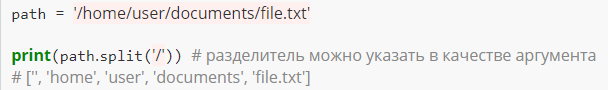 path = '/home/user/documents/file.txt'
print(path.split('/')) # разделитель можно указать в качестве аргумента
# ['', 'home', 'user', 'documents', 'file.txt']